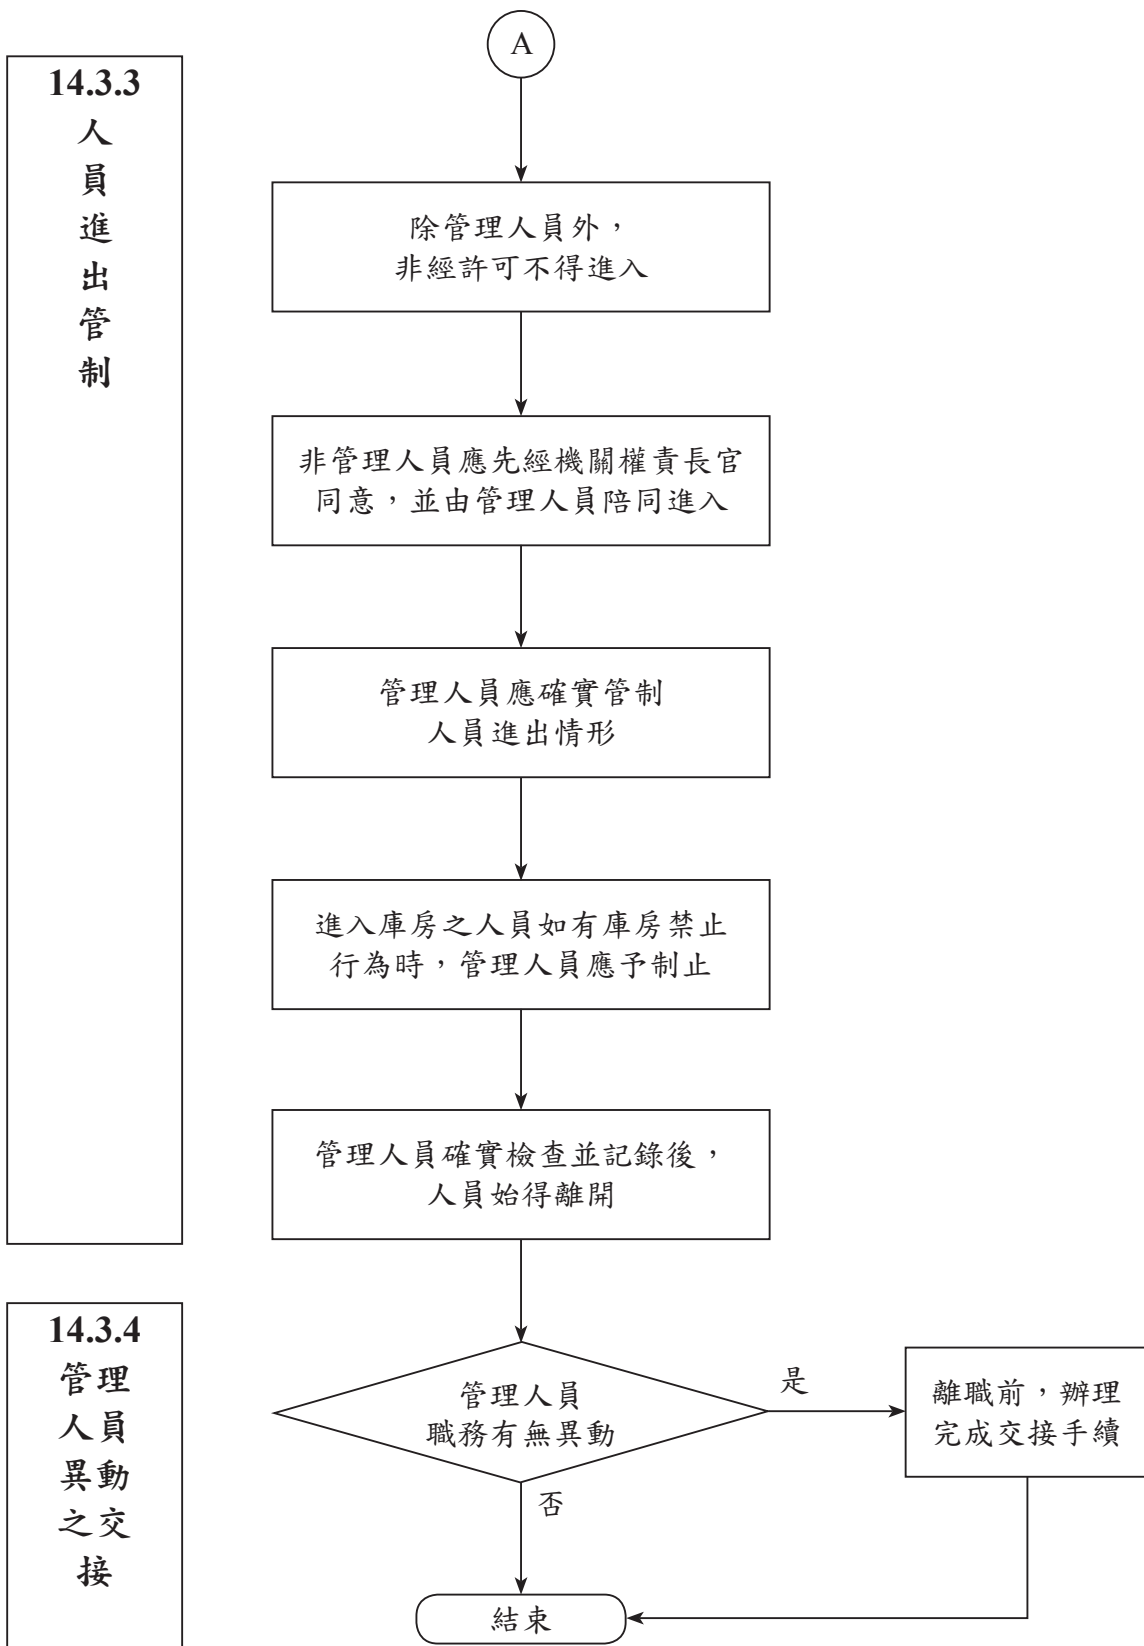 A
14.3.3
人
員
進
出
管
制
除管理人員外，
非經許可不得進入
非管理人員應先經機關權責長官
同意，並由管理人員陪同進入
管理人員應確實管制
人員進出情形
進入庫房之人員如有庫房禁止
行為時，管理人員應予制止
管理人員確實檢查並記錄後，
人員始得離開
14.3.4
管理
人員
異動
之交
接
管理人員
職務有無異動
是
離職前，辦理
完成交接手續
否
結束